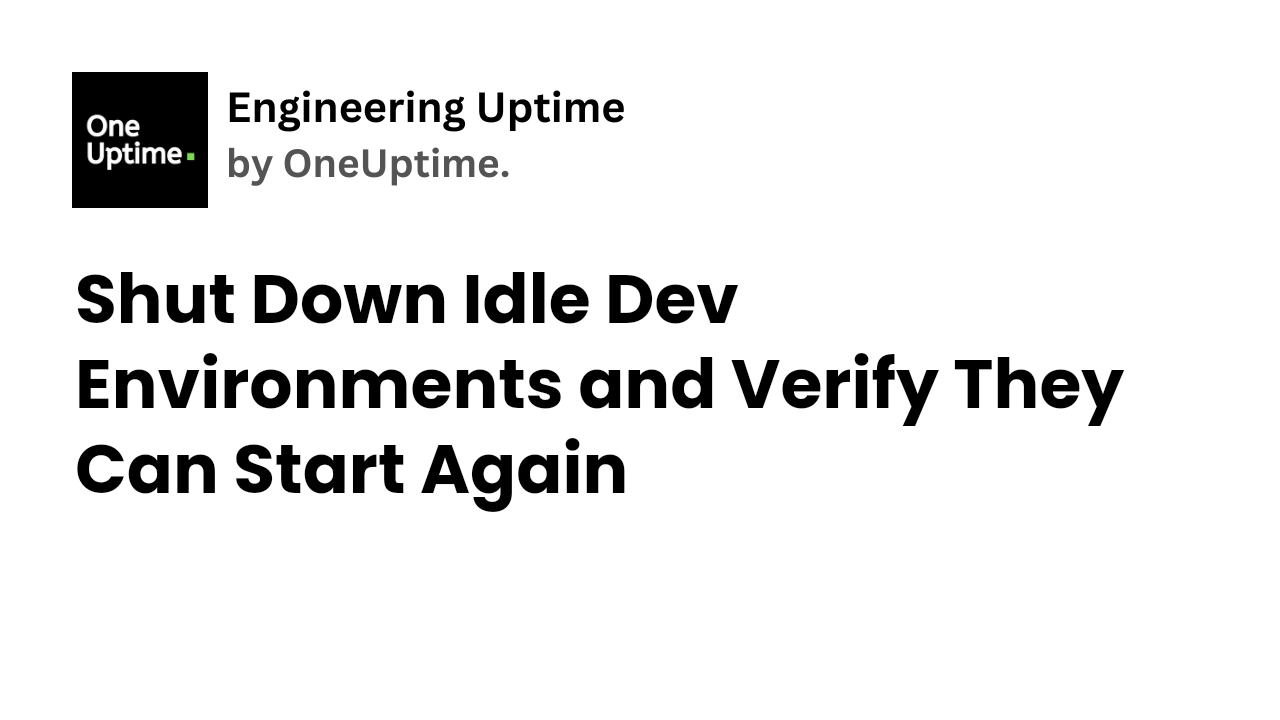 One
Uptime
Engineering Uptime
by OneUptime.
Shut Down Idle Dev
Environments and Verify They
Can Start Again